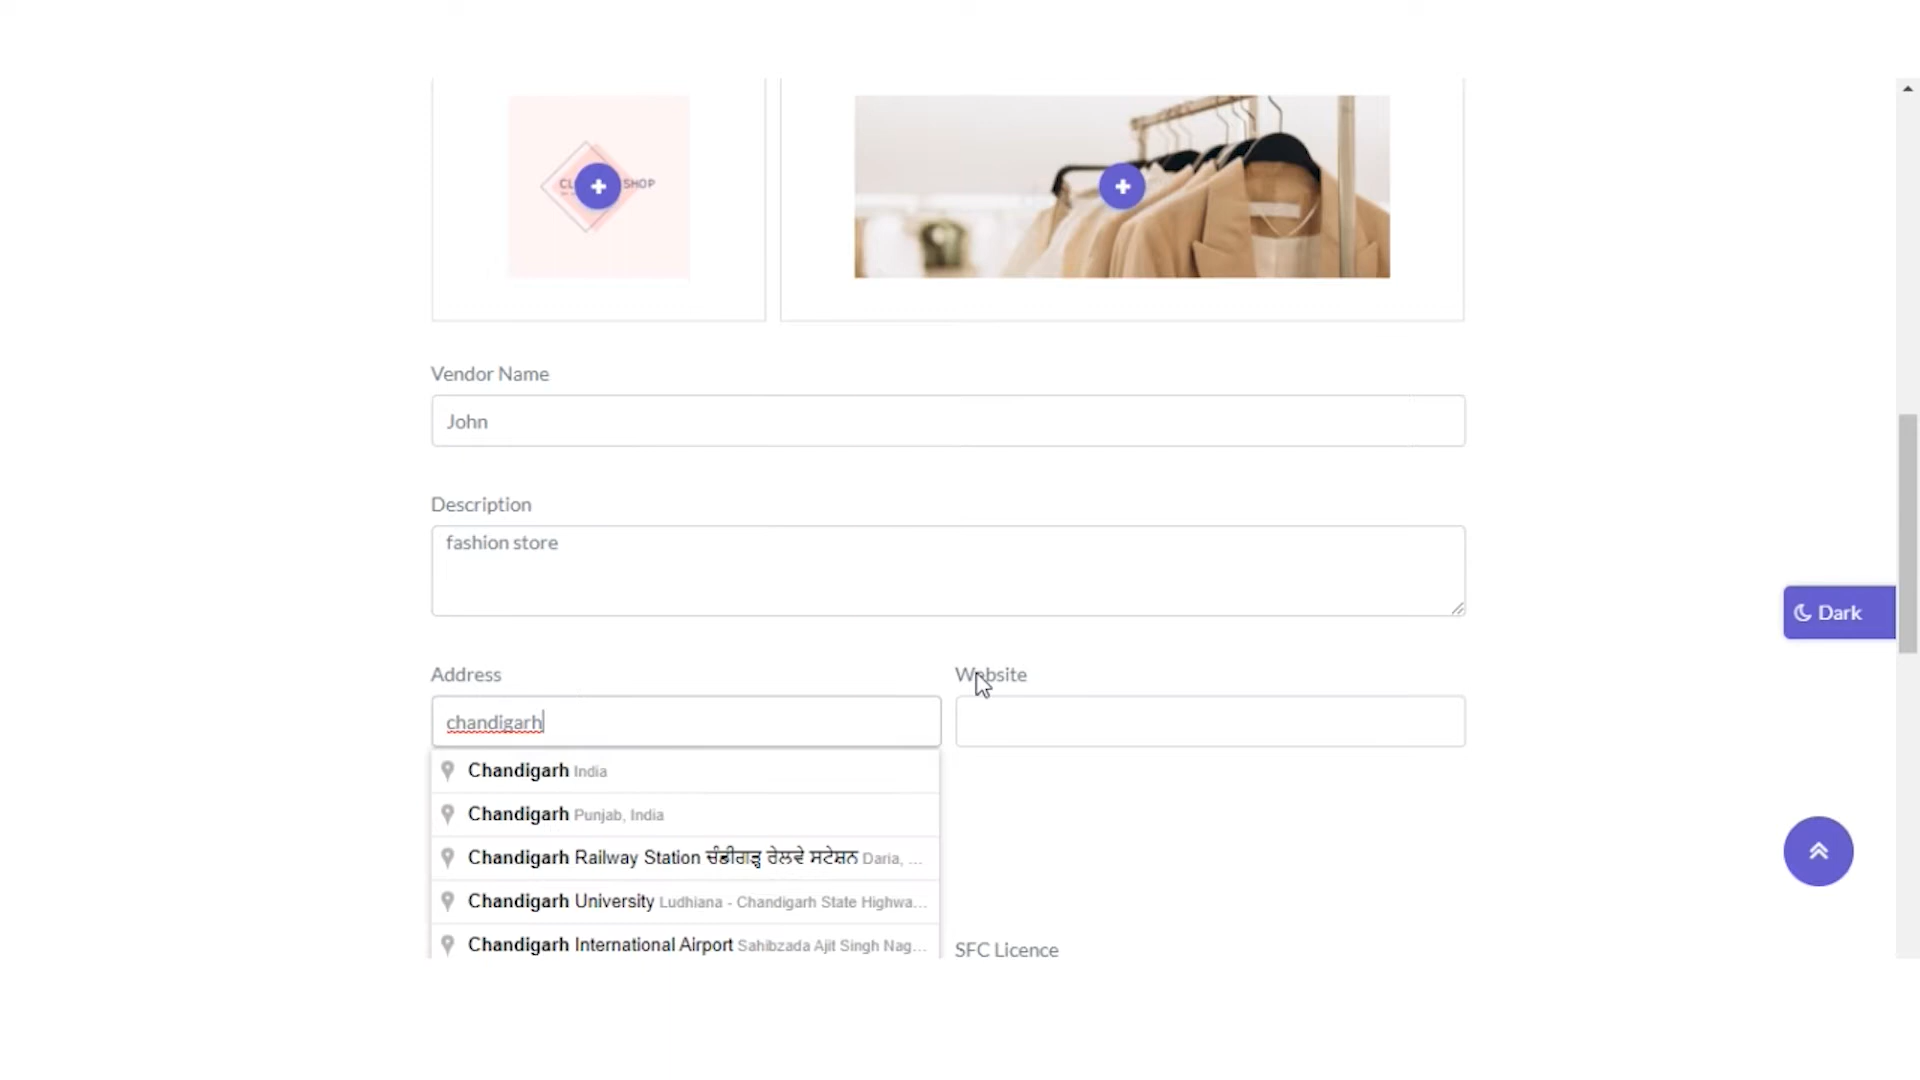 SHOP
Vendor Name
John
Description
fashion store
Dark
Address
Website
chandigarh
Chandigarh India
Chandigarh Punjab, India
Chandigarh Railway Station ਚੰਡੀਗੜ੍ਹ ਰੇਲਵੇ ਸਟੇਸ਼ਨ Daria, ...
Chandigarh University Ludhiana - Chandigarh State Highwa...
Chandigarh International Airport Sahibzada Ajit Singh Nag...
SFC Licence